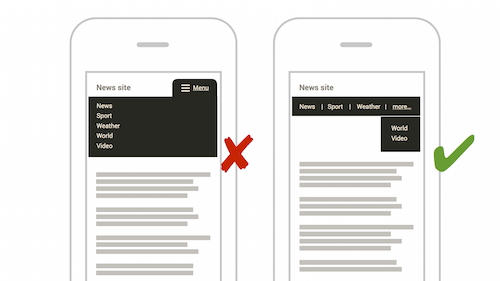 News site
Menu
News
Sport
Weather
World
Video
News site
News | Sport | Weather | more...
World
Video